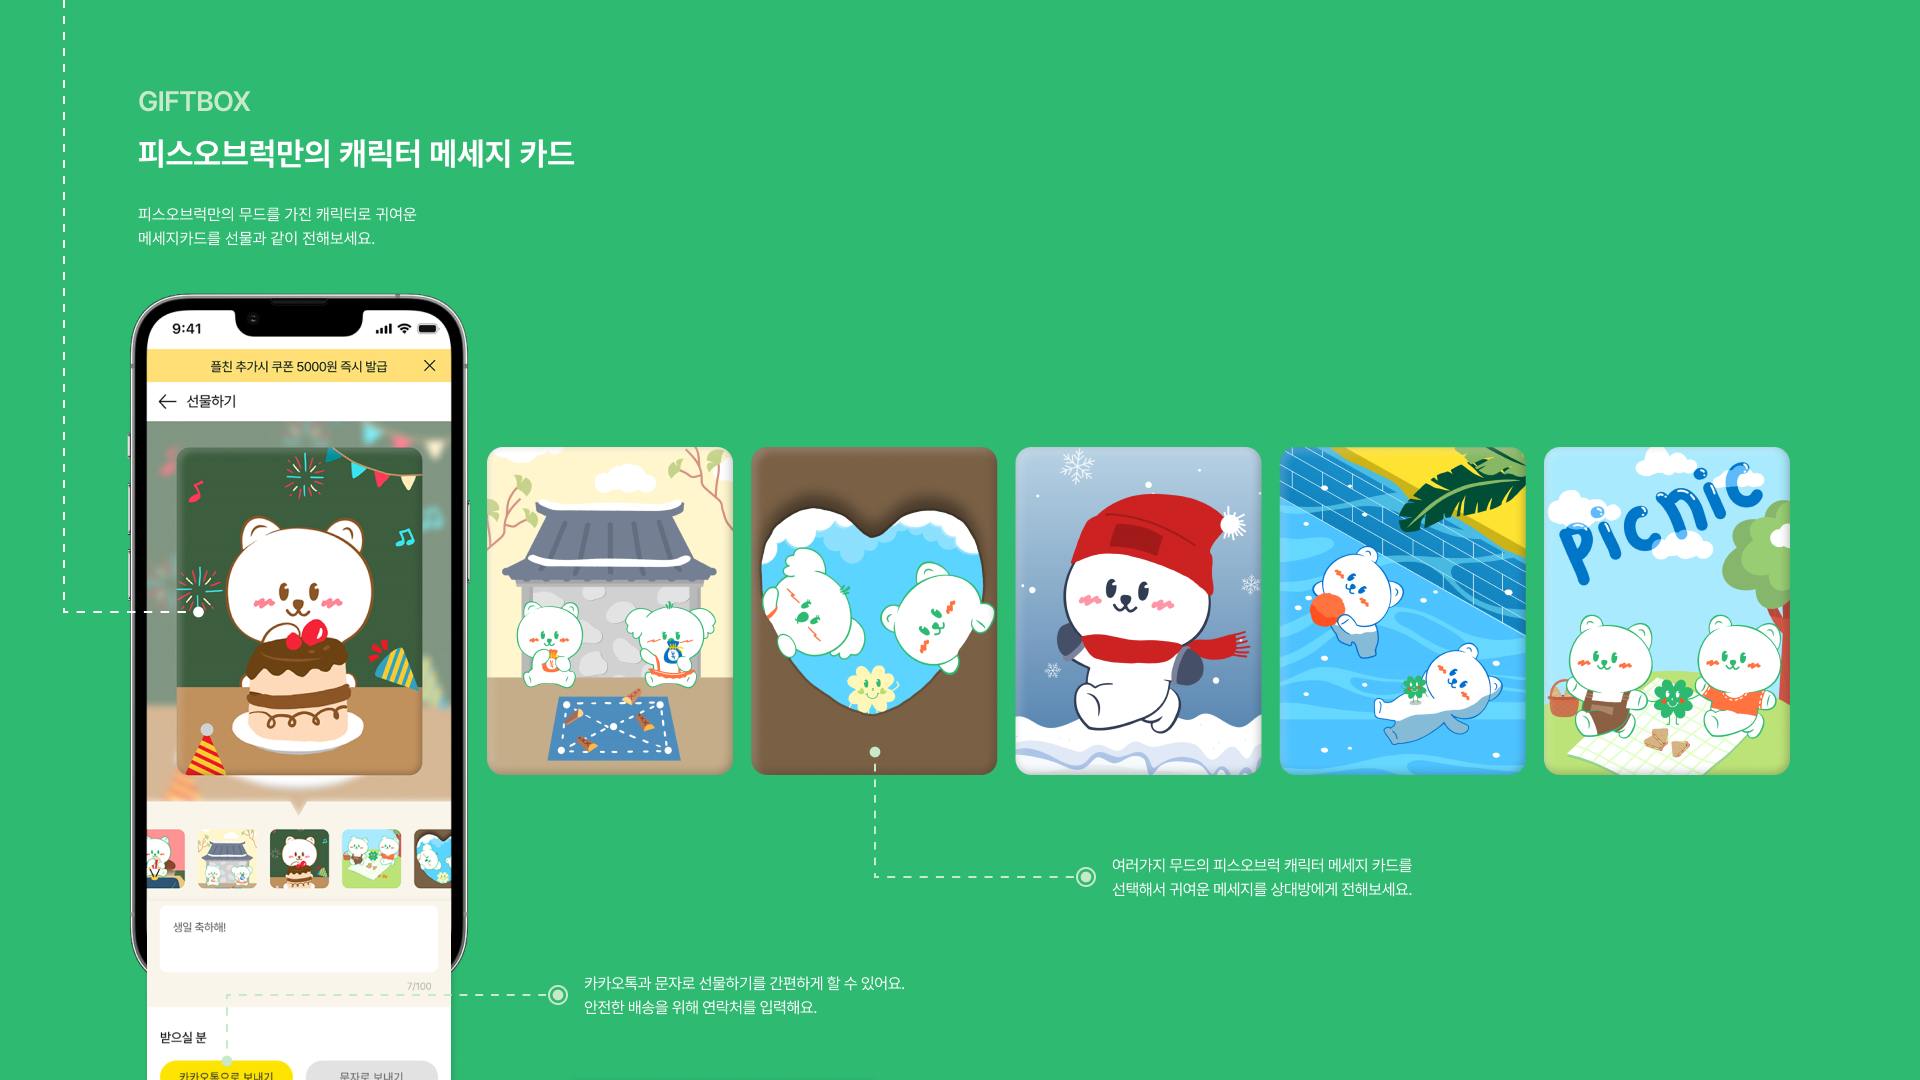 GIFTBOX
피스오브럭만의 캐릭터 메세지 카드
피스오브럭만의 무드를 가진 캐릭터로 귀여운
메세지카드를 선물과 같이 전해보세요.
9:41
플친 추가시 쿠폰 5000원 즉시 발급
선물하기
Picnic
여러가지 무드의 피스오브럭 캐릭터 메세지 카드를
선택해서 귀여운 메세지를 상대방에게 전해보세요.
생일 축하해!
7/100
카카오톡과 문자로 선물하기를 간편하게 할 수 있어요.
안전한 배송을 위해 연락처를 입력해요.
받으실 분
카카오톡으로 보내기
문자로 보내기